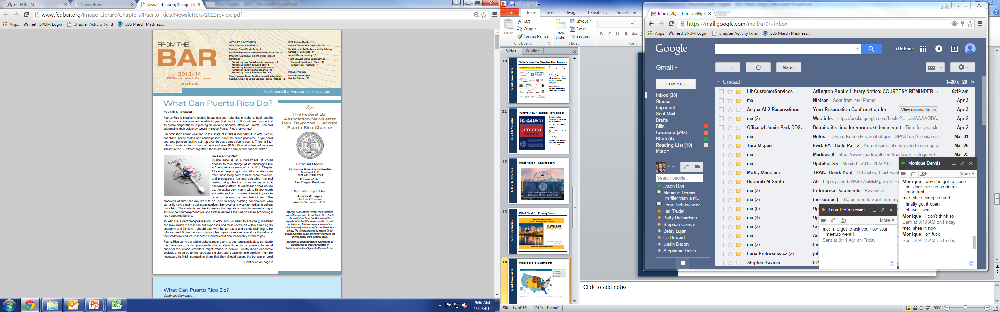 netFORUM
Newsletters
www.fedbar.org/Image-Lib
www.fedbar.org/Image-Library/Chapters/Puerto-Rico/Newsletters/2013review.pdf
Apps
netFORUM Login
Chapter Activity Fund
CBS March Madness...
FROM THE
BAR
2013–14
PR Chapter Year In Retrospect
Issue No. 52
ARTICLES & ACTIVITIES
What Can Puerto Rico Do? • 1
Seminar: Puerto Rico in Crisis • 5
FBA-PR's Historic Partnership with Microjuris.com • 6
Induction Ceremony of the Hon. Pedro Delgado
Hernández
Remarks by Hon. Pedro Delgado Hernández • 7
Remarks by Manuel San Juan, Esq. • 8
Remarks by Salvador J. Antonetti Stutts • 8
Remarks by Roberto Cámara Fuertes • 9
Remarks by David P. Freedman, Esq. • 9
Young Lawyers Brown Bag Luncheons Hosting Judge
Gustavo A. Gelpí on Do's & Don'ts of Federal Practice • 10
NITA: Raising The Bar • 11
FBA-PR's New Year's Celebration • 12
Cocktails with the Bar Featuring the Solicitor
General of Puerto Rico • 14
Annual Midyear Meeting • 15
Young Lawyers Brown Bag Luncheon
Hosting Judge Brian K. Tester • 16
Complex Civil Litigation • 17
IN EVERY ISSUE
President's Message • 5
Board of Directors • 20
The Federal Bar Association Newsletter
What Can Puerto Rico Do?
by Zack A. Clement
Puerto Rico is insolvent, unable to pay current maturities of debt for itself and its
municipal corporations and unable to pay that debt in full. Continued support of
its public corporations is placing an ongoing financial strain on Puerto Rico and
addressing their solvency would improve Puerto Rico's solvency.¹
Recrimination about what led to this state of affairs is not helpful. Puerto Rico is
not alone. Many states and municipalities have the same problem—huge bond
debt and pension liability built up over 50 years since World War II. There is $3.7
trillion of outstanding municipal debt and over $1.5 trillion of unfunded pension
liability in the 50 states; together, these are 1/3 the size of the national debt.²
DEBT
To Lead or Not
Puerto Rico is at a crossroads. It could
choose to take charge of its challenges like
a "debtor-in-possession" in a U.S. Chapter
11 case,³ imposing cost-cutting austerity on
itself, assessing how to raise more revenue,
and proposing a fair and equitable financial
restructuring plan that offers to pay what it
can feasibly afford. If Puerto Rico does not do
so, the capital community will tell it how much
austerity and tax increase it must impose in
order to receive the next bailout loan. The
proceeds of that loan are likely to be used to repay existing bondholders who
currently have a claim against an insolvent borrower and weak remedies to collect
that claim. The austerity and tax increases the capital community demands might
actually be counter-productive and further depress the Puerto Rican economy; it
has happened before.
To lead like a debtor-in-possession, Puerto Rico will need to analyze (i) whether
and how much more it can cut expenses and raise revenues without ruining its
economy and (ii) how it should deal with its contracts and bonds claiming to be
fully secured. It can then formulate a plan to pay its secured creditors the value of
their collateral and its unsecured creditors all it can reasonably afford to pay.
Puerto Rico can meet with creditors and present its economic analysis to persuade
them to agree to its plan premised on that analysis. If the plan proposes substantial
principal reductions, creditors might refuse to believe Puerto Rico's economic
analysis or to agree to the restructuring plan, and a payment moratorium might be
necessary to finish persuading them that they should accept the bargain offered
Continued on page 2
The Federal Bar
Association Newsletter
Hon. Raymond L. Acosta
Puerto Rico Chapter
Editorial Board
Katherine González-Valentín
Ferraiuoli LLC
(787) 766-7000 X271
Editor-in-Chief
Past Chapter President
Contributing Editor
Andrés W. López
The Law Offices of
Andrés W. López, P.S.C.
Copyright ©2014 by the Federal Bar Association,
Honorable Raymond L. Acosta Puerto Rico Chapter.
The contents of From the Bar may not be
reproduced without the express written consent
of the author. This newsletter is intended for
information only and is not to be considered legal
advice. The views expressed by counsel in the
articles published herein are entirely theirs and not
of the Chapter or the editorial board.
Requests for additional copies, submissions, or
address updates should be directed to
Katherine González at kgonzalez@ferraiuoli.com.
What Can Puerto Rico Do?
Continued from page 1
9:46 AM
4/10/2015
File
Home
Insert
Design
Transitions
Animations
Paste
Cut
Copy
Format Painter
Clipboard
New
Slide
Layout
Reset
Section
Slides
B I U S abc
Font
Slides
Outline
10
What's New? – Member Plus Program
Federal Bar Association
11
What's New? - Judicial Profile Index
FEDERAL LAWYER
JUDICIAL
PROFILE INDEX
Federal Bar Association
12
What Next ? – Coming Soon!
SALT LAKE CITY
Federal Bar Association
13
What Next ? – Coming Soon!
Federal Bar Association
Annual Meeting and Convention
CLEVELAND
Federal Bar Association
14
Where are FBA Members?
Federal Bar Association
Click to add notes
Slide 14 of 18
"Office Theme"
90%
Inbox (20) - dsmi575@gm
https://mail.google.com/mail/u/0/#inbox
Apps
netFORUM Login
Chapter Activity Fund
CBS March Madness...
Google
+Debbie
Gmail
More
COMPOSE
Inbox (20)
Starred
Important
Sent Mail
Drafts
Bills
Coursera (242)
Khan (4)
Reading List (10)
More
Search people...
Jason Hart
Monique Dennis
I'm flier than a ni...
Lena Pietrusiewicz
Leo Trudel
Patty Richardson
Stephan Cizmar
Betsy Lujan
CJ Howard
Justin Bacon
Stephanie Doles
Unread
1–20 of 20
LibCustomerServices Arlington Public Library Notice: COURTESY REMINDER - 6:19 am
me Nielsen - Sent from my iPhone Apr 3
Acqua Al 2 Reservations Your Reservation Confirmation for View reservation Apr 3
me (2) Weblinks - https://books.google.com/books?id=-akIAAAAQBA Apr 2
Office of Jamie Park DDS. Debbie, it's time for your next dental visit - Time for your cle Apr 2
me Notes - Harvard Kennedy school of gov - SPOC on American s Mar 31
Tara Mcgee Fwd: FAT Balls Part 2 - I'm not sure if it's too late to sign up o Mar 26
me Madewelll - https://www.madewell.com/madewell_category/SH Mar 25
me Updated SS - March 6, 2015 3/6/2015
Mohr, Madelain TRAK: Thank You! - Hi Debbie, I just want
Deborah M Smith Ab - http://youtu.be/9e8k7AiMcMg Sent fro
me (2) Enterprise Documents - Review all
me (2) (no subject) - Status reports Sent from my
me (5) Up
me (4) Up
me (2) Co
me Ad
me (2) Lin
Lena Pietrusiewicz (2) job
Stephan Cizmar IBM
Lena Pietrusiewicz
More
me: i forgot to ask you how your
meetup went!!!
Sent at 9:41 AM on Friday
Monique Dennis
More
Monique: why she got to close
her door like she so damn
important
me: shes trying so hard
finally got it open
oh wait nvm
Monique: i don't think so
Sent at 9:19 AM on Friday
me: shes in now
Monique: oh fuck
Sent at 9:22 AM on Friday